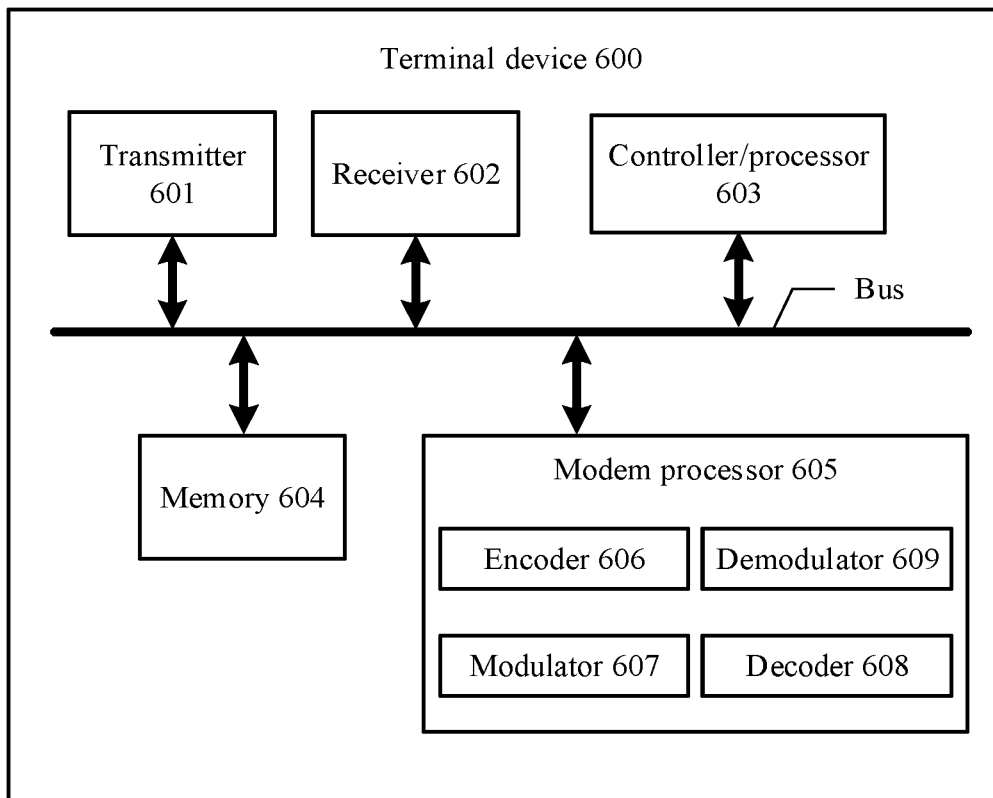 Terminal device 600
Transmitter
601
Receiver 602
Controller/processor
603
Bus
Memory 604
Modem processor 605
Encoder 606
Demodulator 609
Modulator 607
Decoder 608